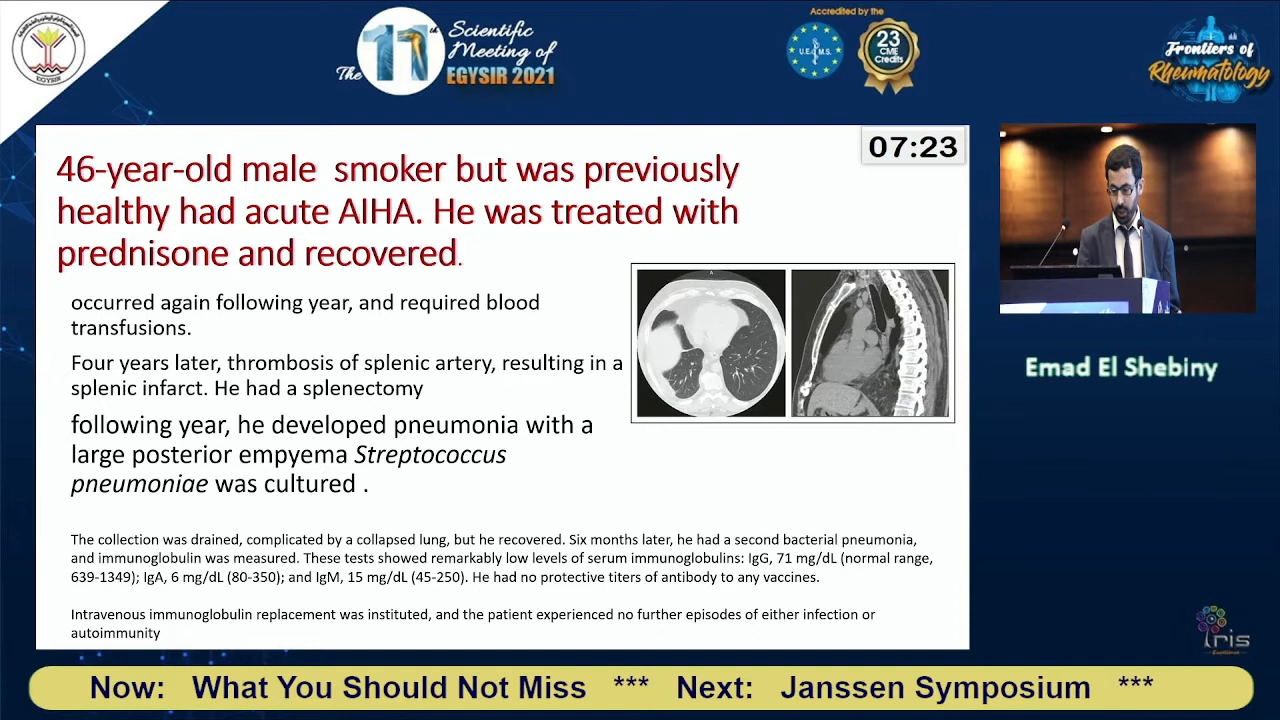 Accredited by the
The 11th
Scientific
Meeting of
EGYSIR 2021
EGYSIR
U.E.M.S.
23
CME
Credits
Frontiers of
Rheumatology
07:23
46-year-old male smoker but was previously
healthy had acute AIHA. He was treated with
prednisone and recovered.
occurred again following year, and required blood
transfusions.
Four years later, thrombosis of splenic artery, resulting in a
splenic infarct. He had a splenectomy
following year, he developed pneumonia with a
large posterior empyema Streptococcus
pneumoniae was cultured .
The collection was drained, complicated by a collapsed lung, but he recovered. Six months later, he had a second bacterial pneumonia,
and immunoglobulin was measured. These tests showed remarkably low levels of serum immunoglobulins: IgG, 71 mg/dL (normal range,
639-1349); IgA, 6 mg/dL (80-350); and IgM, 15 mg/dL (45-250). He had no protective titers of antibody to any vaccines.
Intravenous immunoglobulin replacement was instituted, and the patient experienced no further episodes of either infection or
autoimmunity
Emad El Shebiny
Iris
Now: What You Should Not Miss *** Next: Janssen Symposium ***